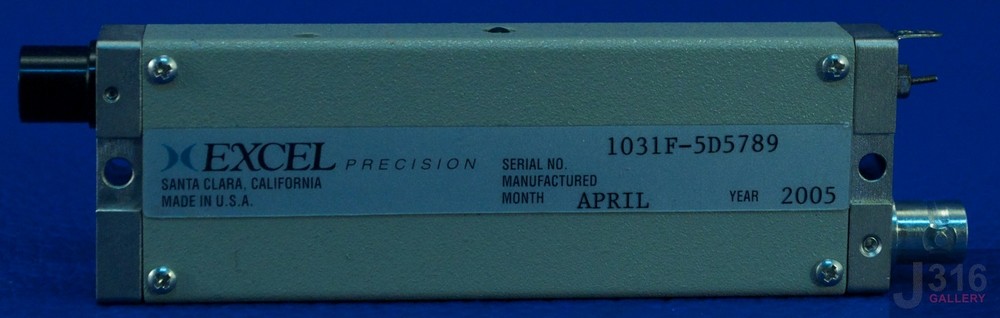 EXCEL PRECISION
SANTA CLARA, CALIFORNIA
MADE IN U.S.A.
SERIAL NO. 1031F-5D5789
MANUFACTURED
MONTH APRIL YEAR 2005
J316
GALLERY